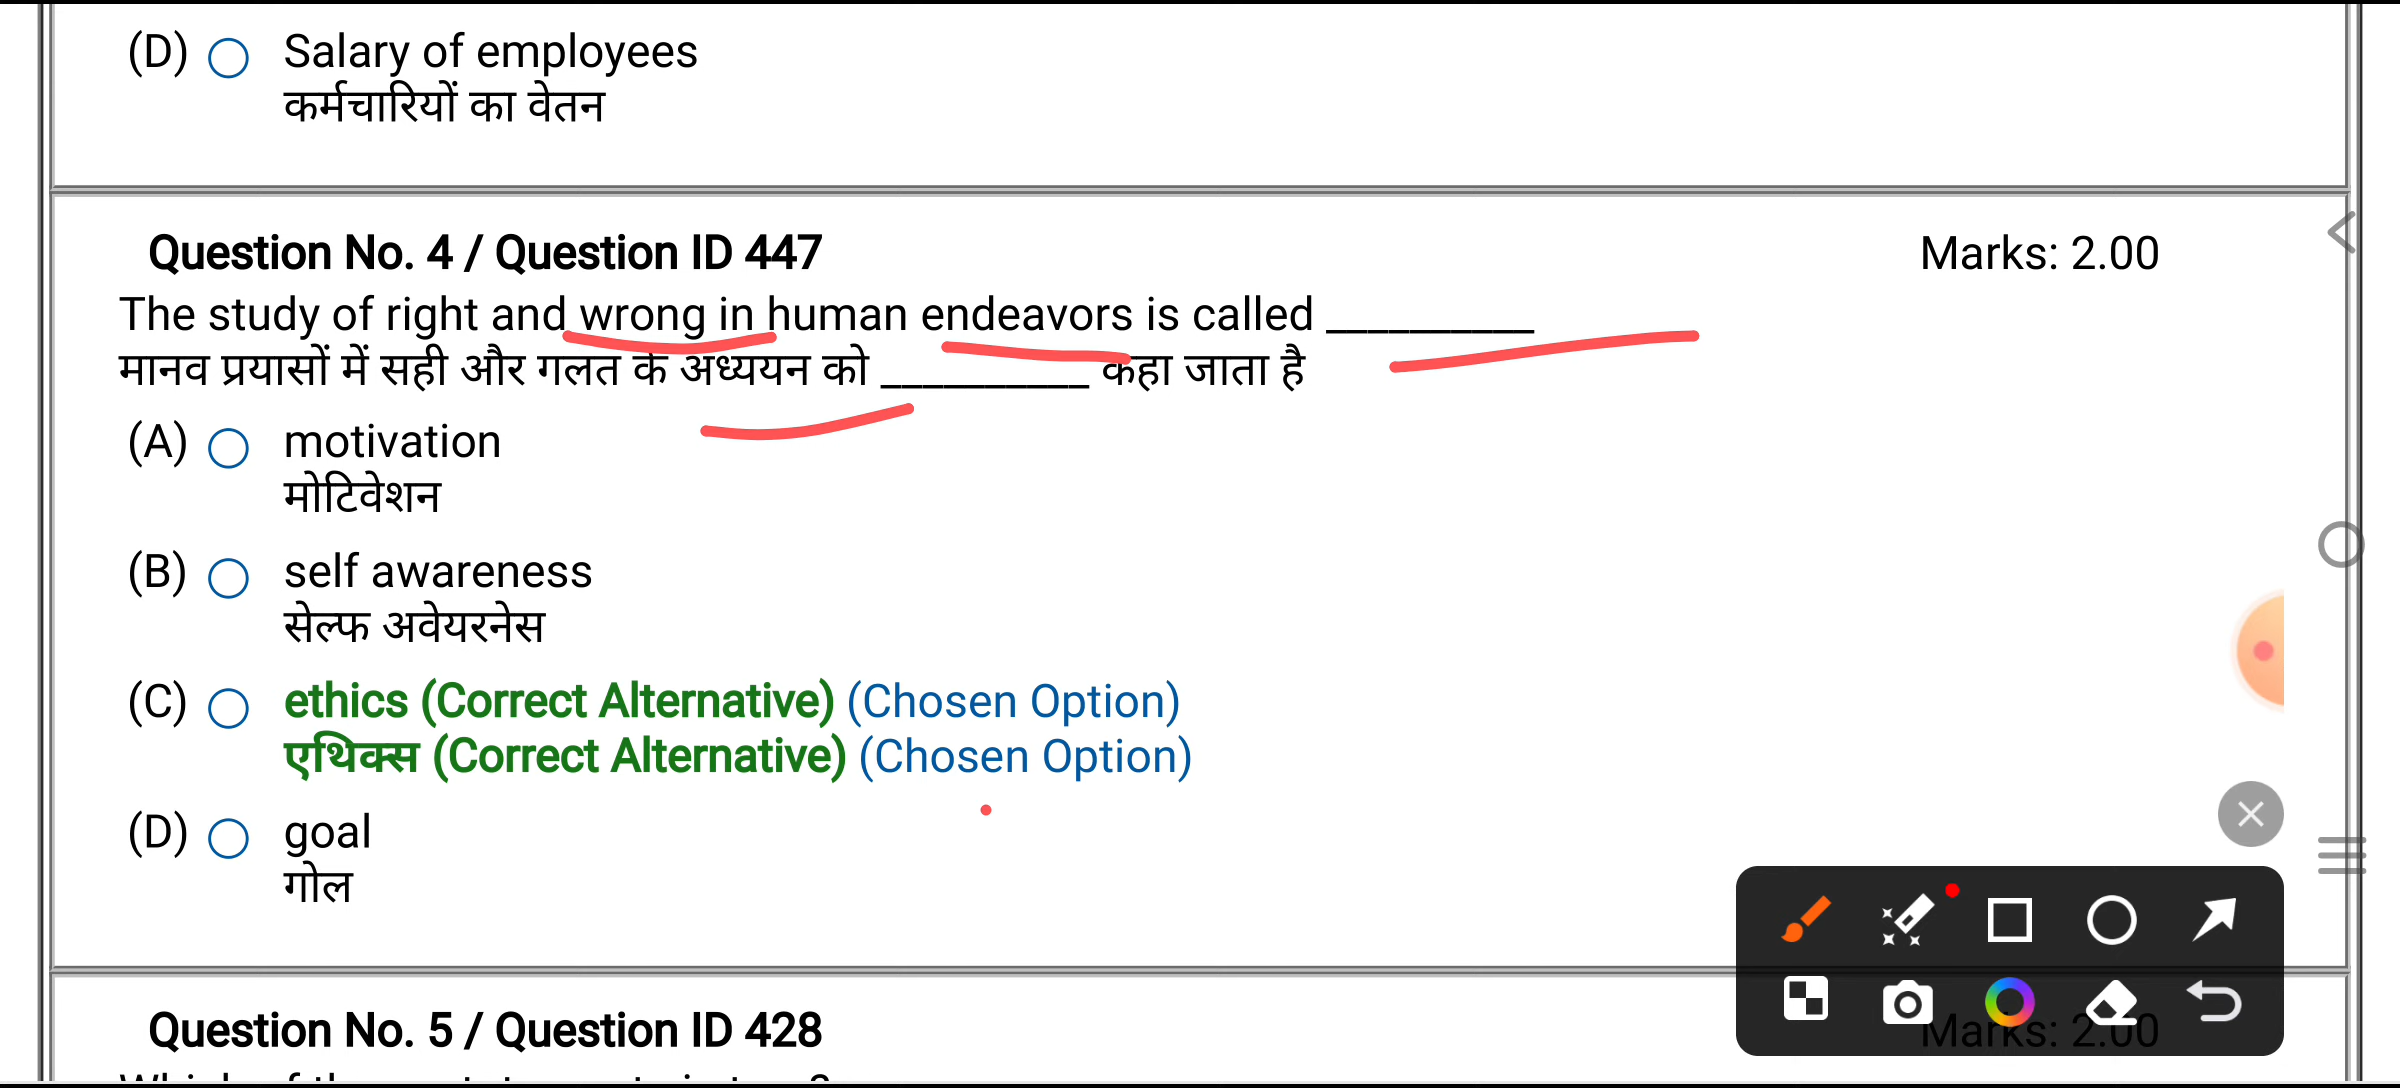 (D) Salary of employees
कर्मचारियों का वेतन
Question No. 4 / Question ID 447 Marks: 2.00
The study of right and wrong in human endeavors is called __________
मानव प्रयासों में सही और गलत के अध्ययन को __________ कहा जाता है
(A) motivation
मोटिवेशन
(B) self awareness
सेल्फ अवेयरनेस
(C) ethics (Correct Alternative) (Chosen Option)
एथिक्स (Correct Alternative) (Chosen Option)
(D) goal
गोल
Question No. 5 / Question ID 428 Marks: 2.00